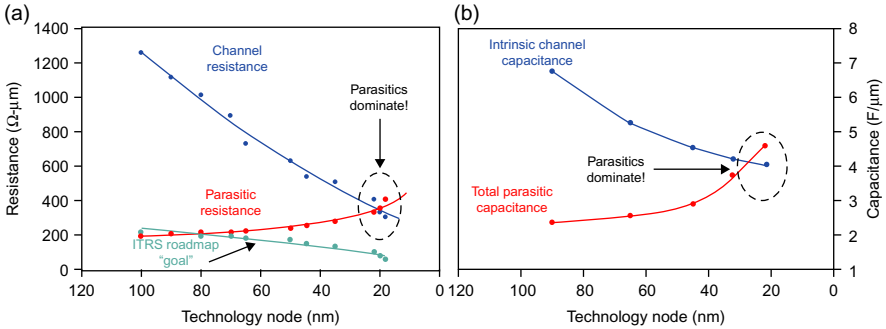 (a)
1400
1200
1000
800
600
400
200
0
Resistance (Ω-μm)
Channel
resistance
Parasitics
dominate!
Parasitic
resistance
ITRS roadmap
“goal”
120 100 80 60 40 20 0
Technology node (nm)
(b)
Intrinsic channel
capacitance
Parasitics
dominate!
Total parasitic
capacitance
8
7
6
5
4
3
2
1
Capacitance (F/μm)
120 100 80 60 40 20 0
Technology node (nm)